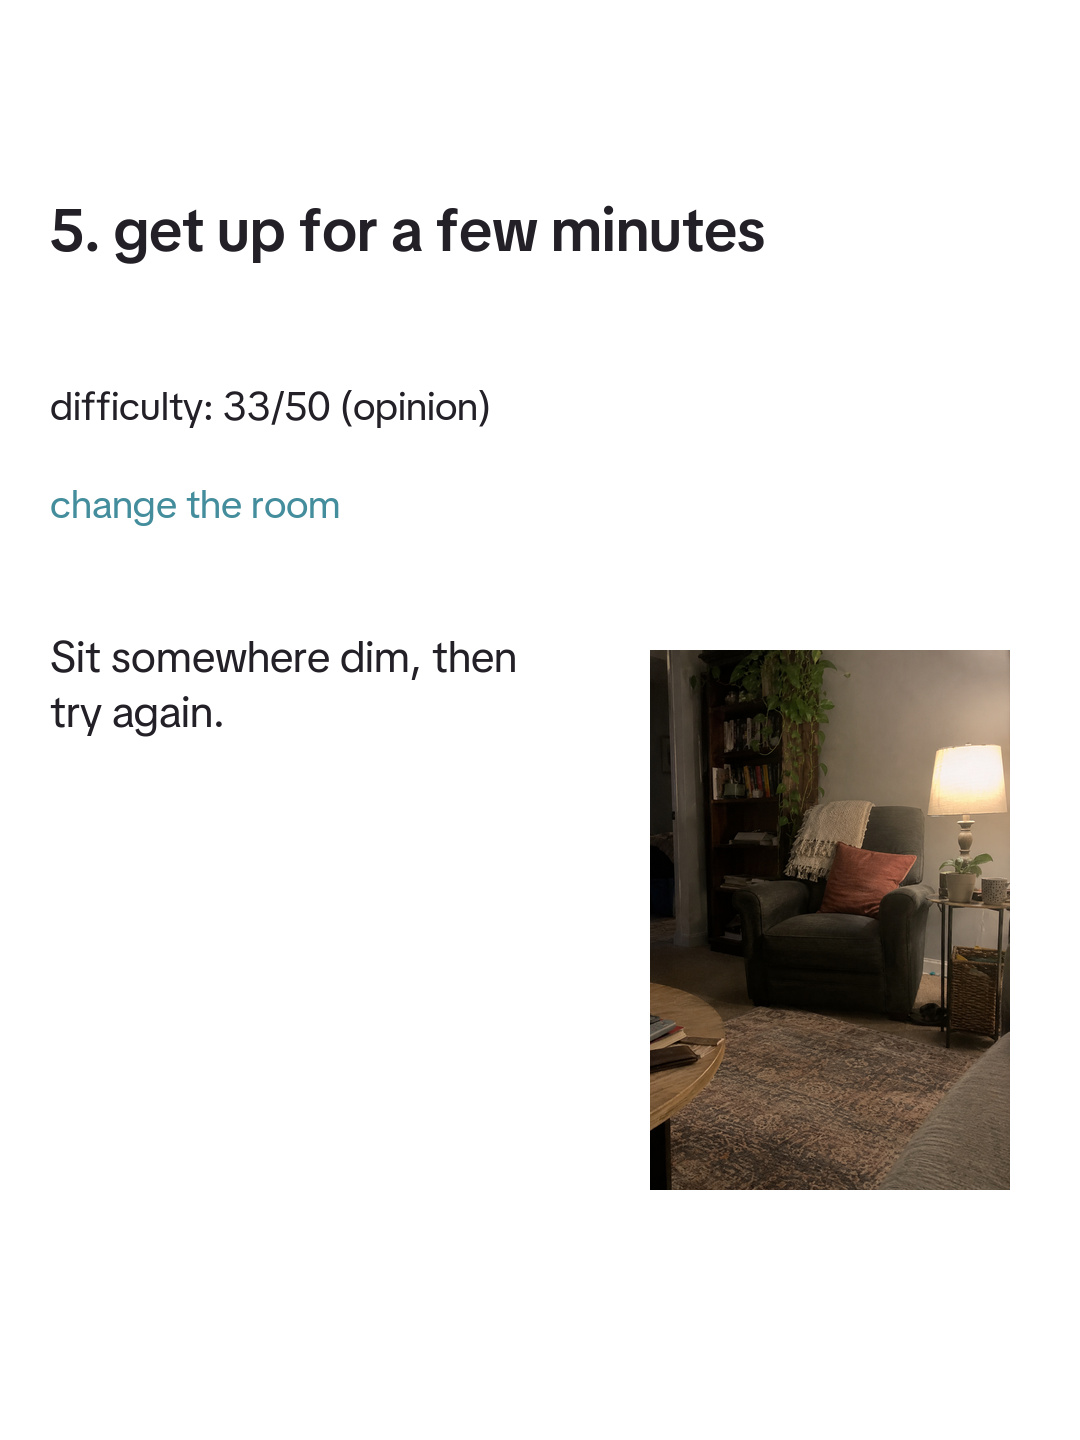 5. get up for a few minutes
difficulty: 33/50 (opinion)
change the room
Sit somewhere dim, then
try again.